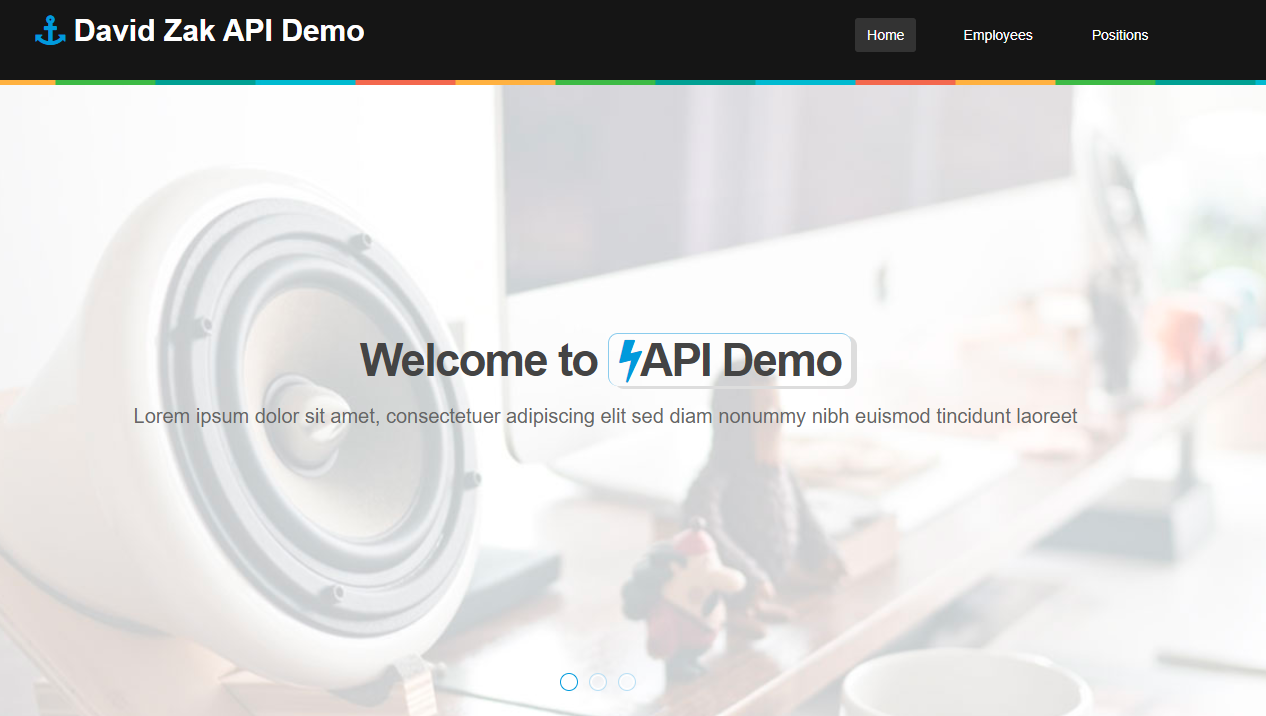 David Zak API Demo
Home Employees Positions
Welcome to API Demo
Lorem ipsum dolor sit amet, consectetuer adipiscing elit sed diam nonummy nibh euismod tincidunt laoreet